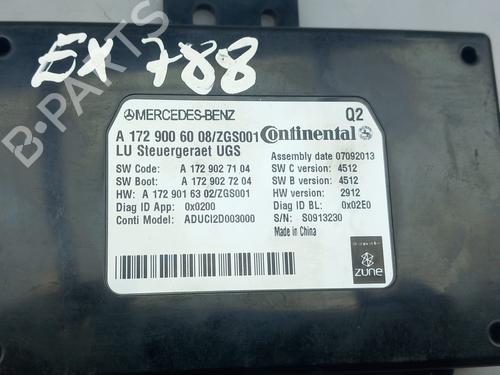 B-PARTS
EX 788
MERCEDES-BENZ Q2
A 172 900 60 08/ZGS001 Continental
LU Steuergeraet UGS Assembly date 07092013
SW Code: A 172 902 71 04 SW C version: 4512
SW Boot: A 172 902 72 04 SW B version: 4512
HW: A 172 901 63 02/ZGS001 HW version: 2912
Diag ID App: 0x0200 Diag ID BL: 0x02E0
Conti Model: ADUCI2D003000 S/N: S0913230
Made in China
zune